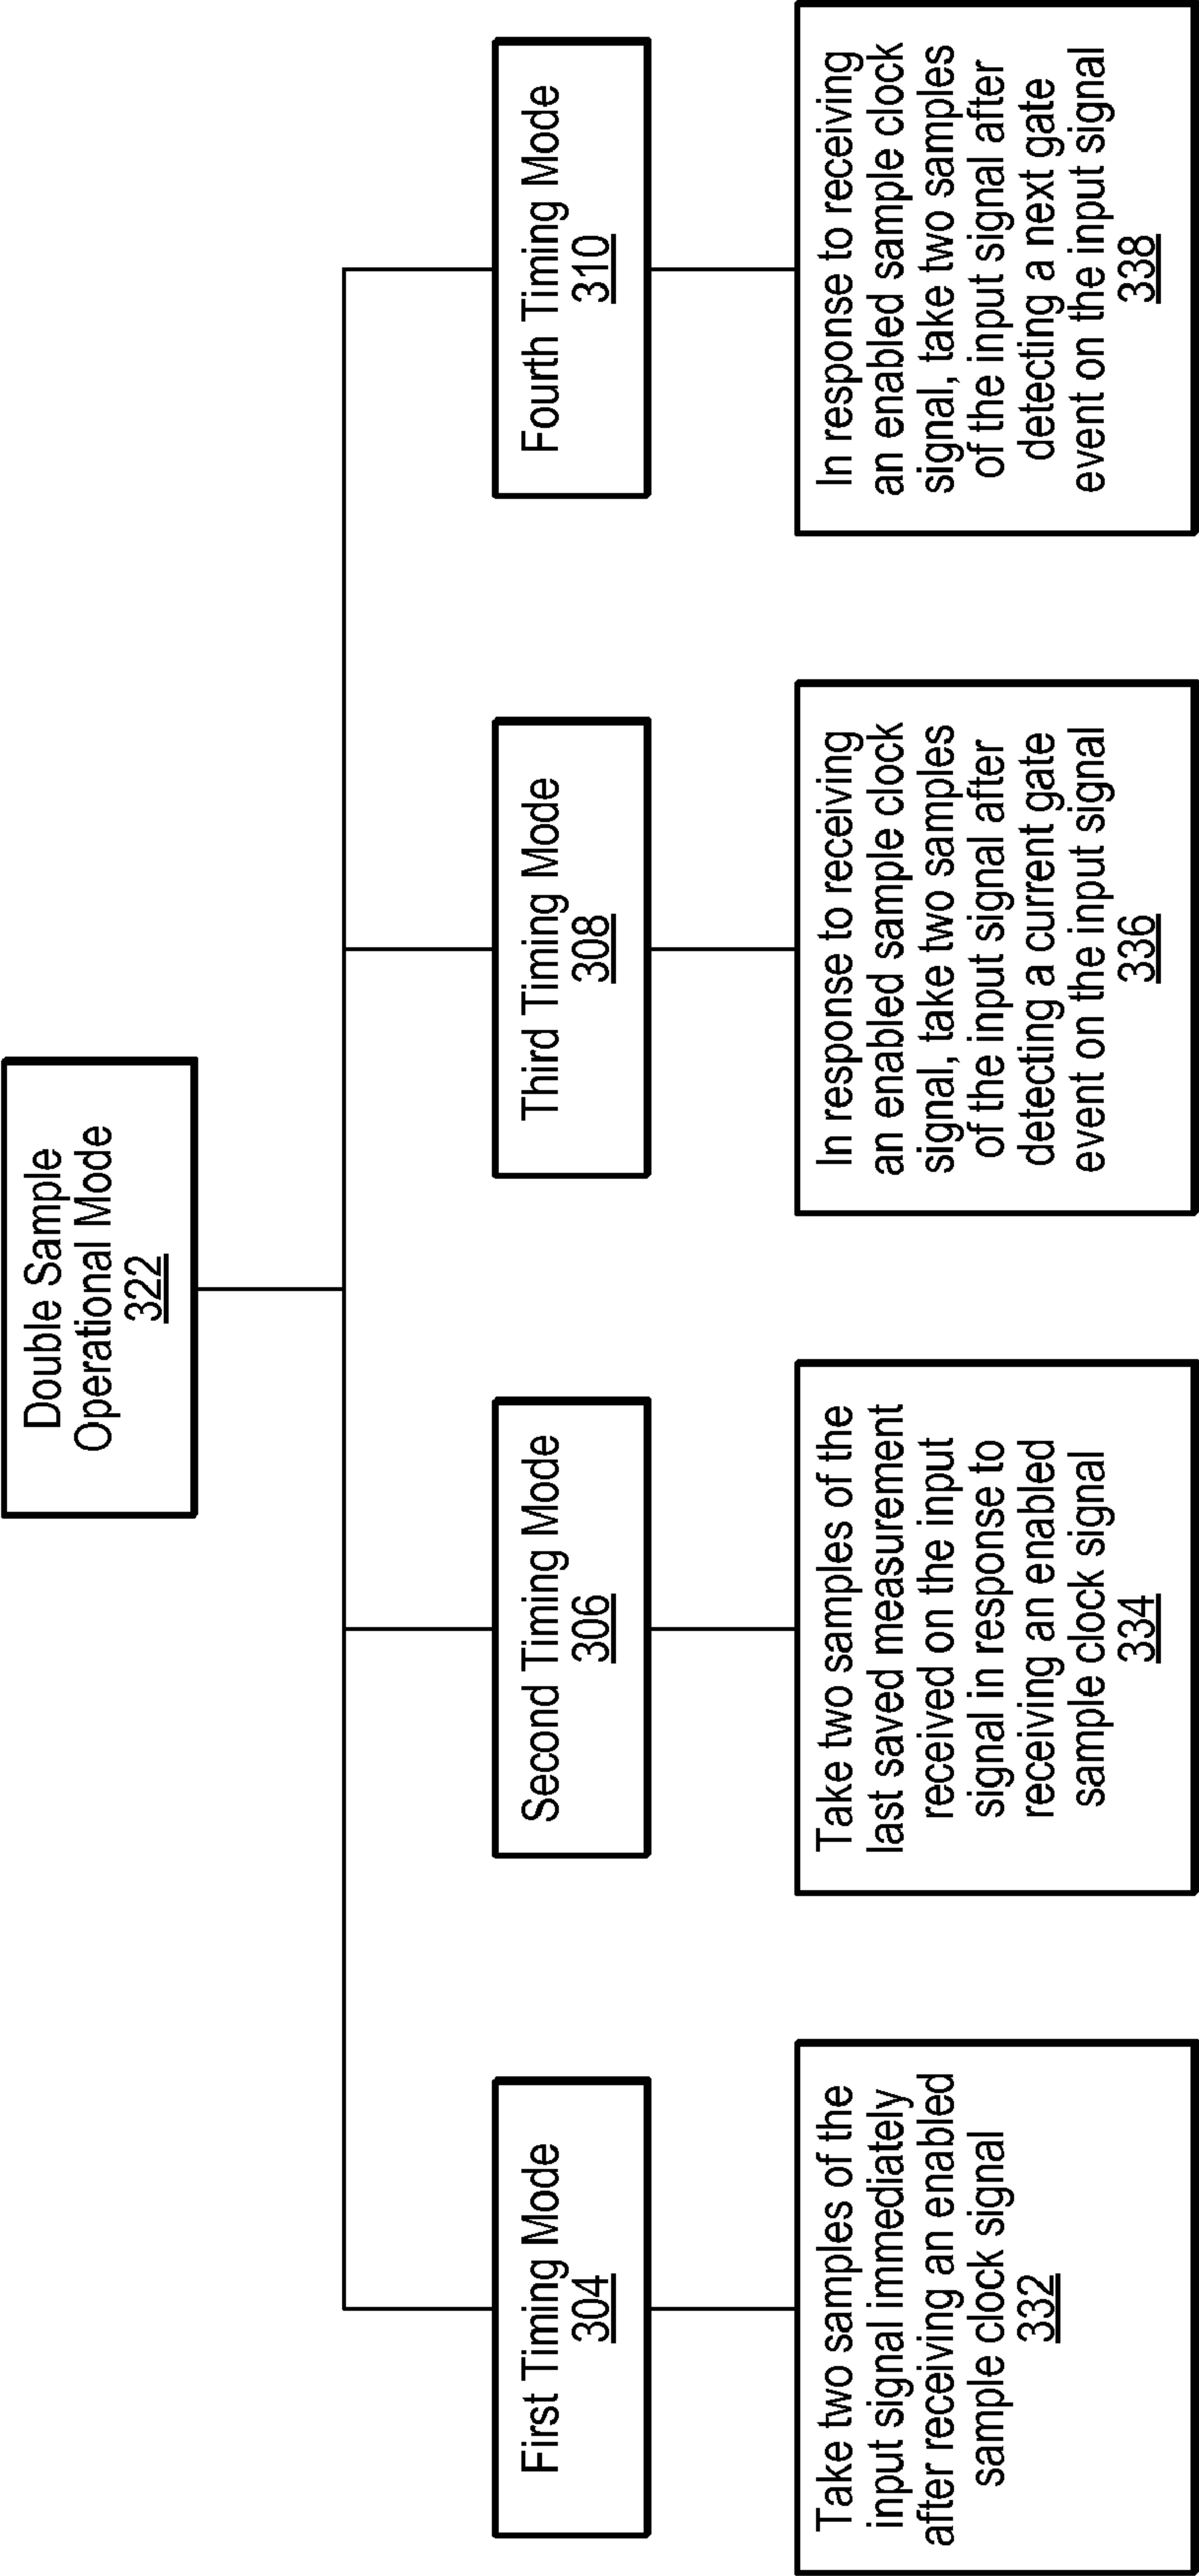 Double Sample
Operational Mode
322
First Timing Mode
304
Second Timing Mode
306
Third Timing Mode
308
Fourth Timing Mode
310
Take two samples of the
input signal immediately
after receiving an enabled
sample clock signal
332
Take two samples of the
last saved measurement
received on the input
signal in response to
receiving an enabled
sample clock signal
334
In response to receiving
an enabled sample clock
signal, take two samples
of the input signal after
detecting a current gate
event on the input signal
336
In response to receiving
an enabled sample clock
signal, take two samples
of the input signal after
detecting a next gate
event on the input signal
338